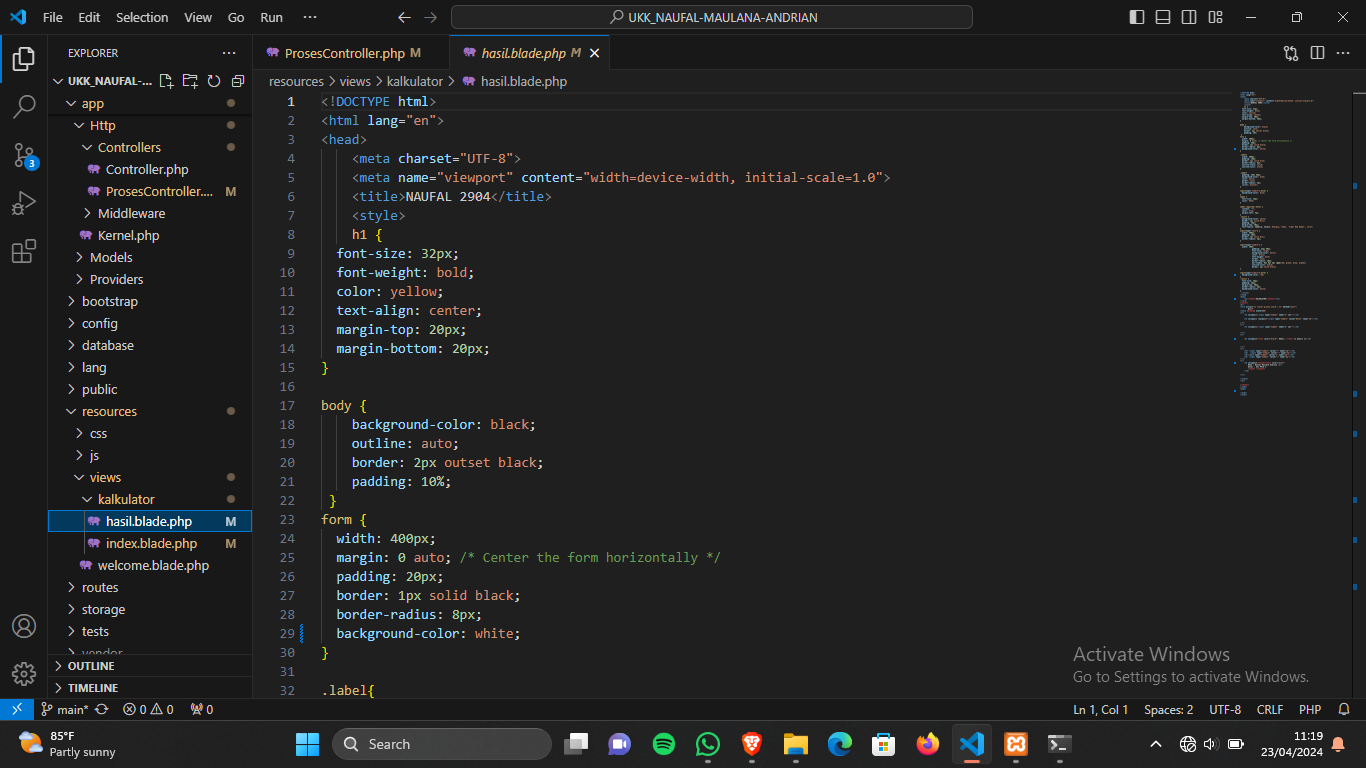 File Edit Selection View Go Run ···
UKK_NAUFAL-MAULANA-ANDRIAN
EXPLORER
UKK_NAUFAL-...
app
Http
Controllers
Controller.php
ProsesController.... M
Middleware
Kernel.php
Models
Providers
bootstrap
config
database
lang
public
resources
css
js
views
kalkulator
hasil.blade.php M
index.blade.php M
welcome.blade.php
routes
storage
tests
vendor
OUTLINE
TIMELINE
ProsesController.php M
hasil.blade.php M
resources > views > kalkulator > hasil.blade.php
1 <!DOCTYPE html>
2 <html lang="en">
3 <head>
4 <meta charset="UTF-8">
5 <meta name="viewport" content="width=device-width, initial-scale=1.0">
6 <title>NAUFAL 2904</title>
7 <style>
8 h1 {
9 font-size: 32px;
10 font-weight: bold;
11 color: yellow;
12 text-align: center;
13 margin-top: 20px;
14 margin-bottom: 20px;
15 }
16
17 body {
18 background-color: black;
19 outline: auto;
20 border: 2px outset black;
21 padding: 10%;
22 }
23 form {
24 width: 400px;
25 margin: 0 auto; /* Center the form horizontally */
26 padding: 20px;
27 border: 1px solid black;
28 border-radius: 8px;
29 background-color: white;
30 }
31
32 .label{
Activate Windows
Go to Settings to activate Windows.
3
main* 0 0 0
Ln 1, Col 1 Spaces: 2 UTF-8 CRLF PHP
85°F
Partly sunny
Search
11:19
23/04/2024